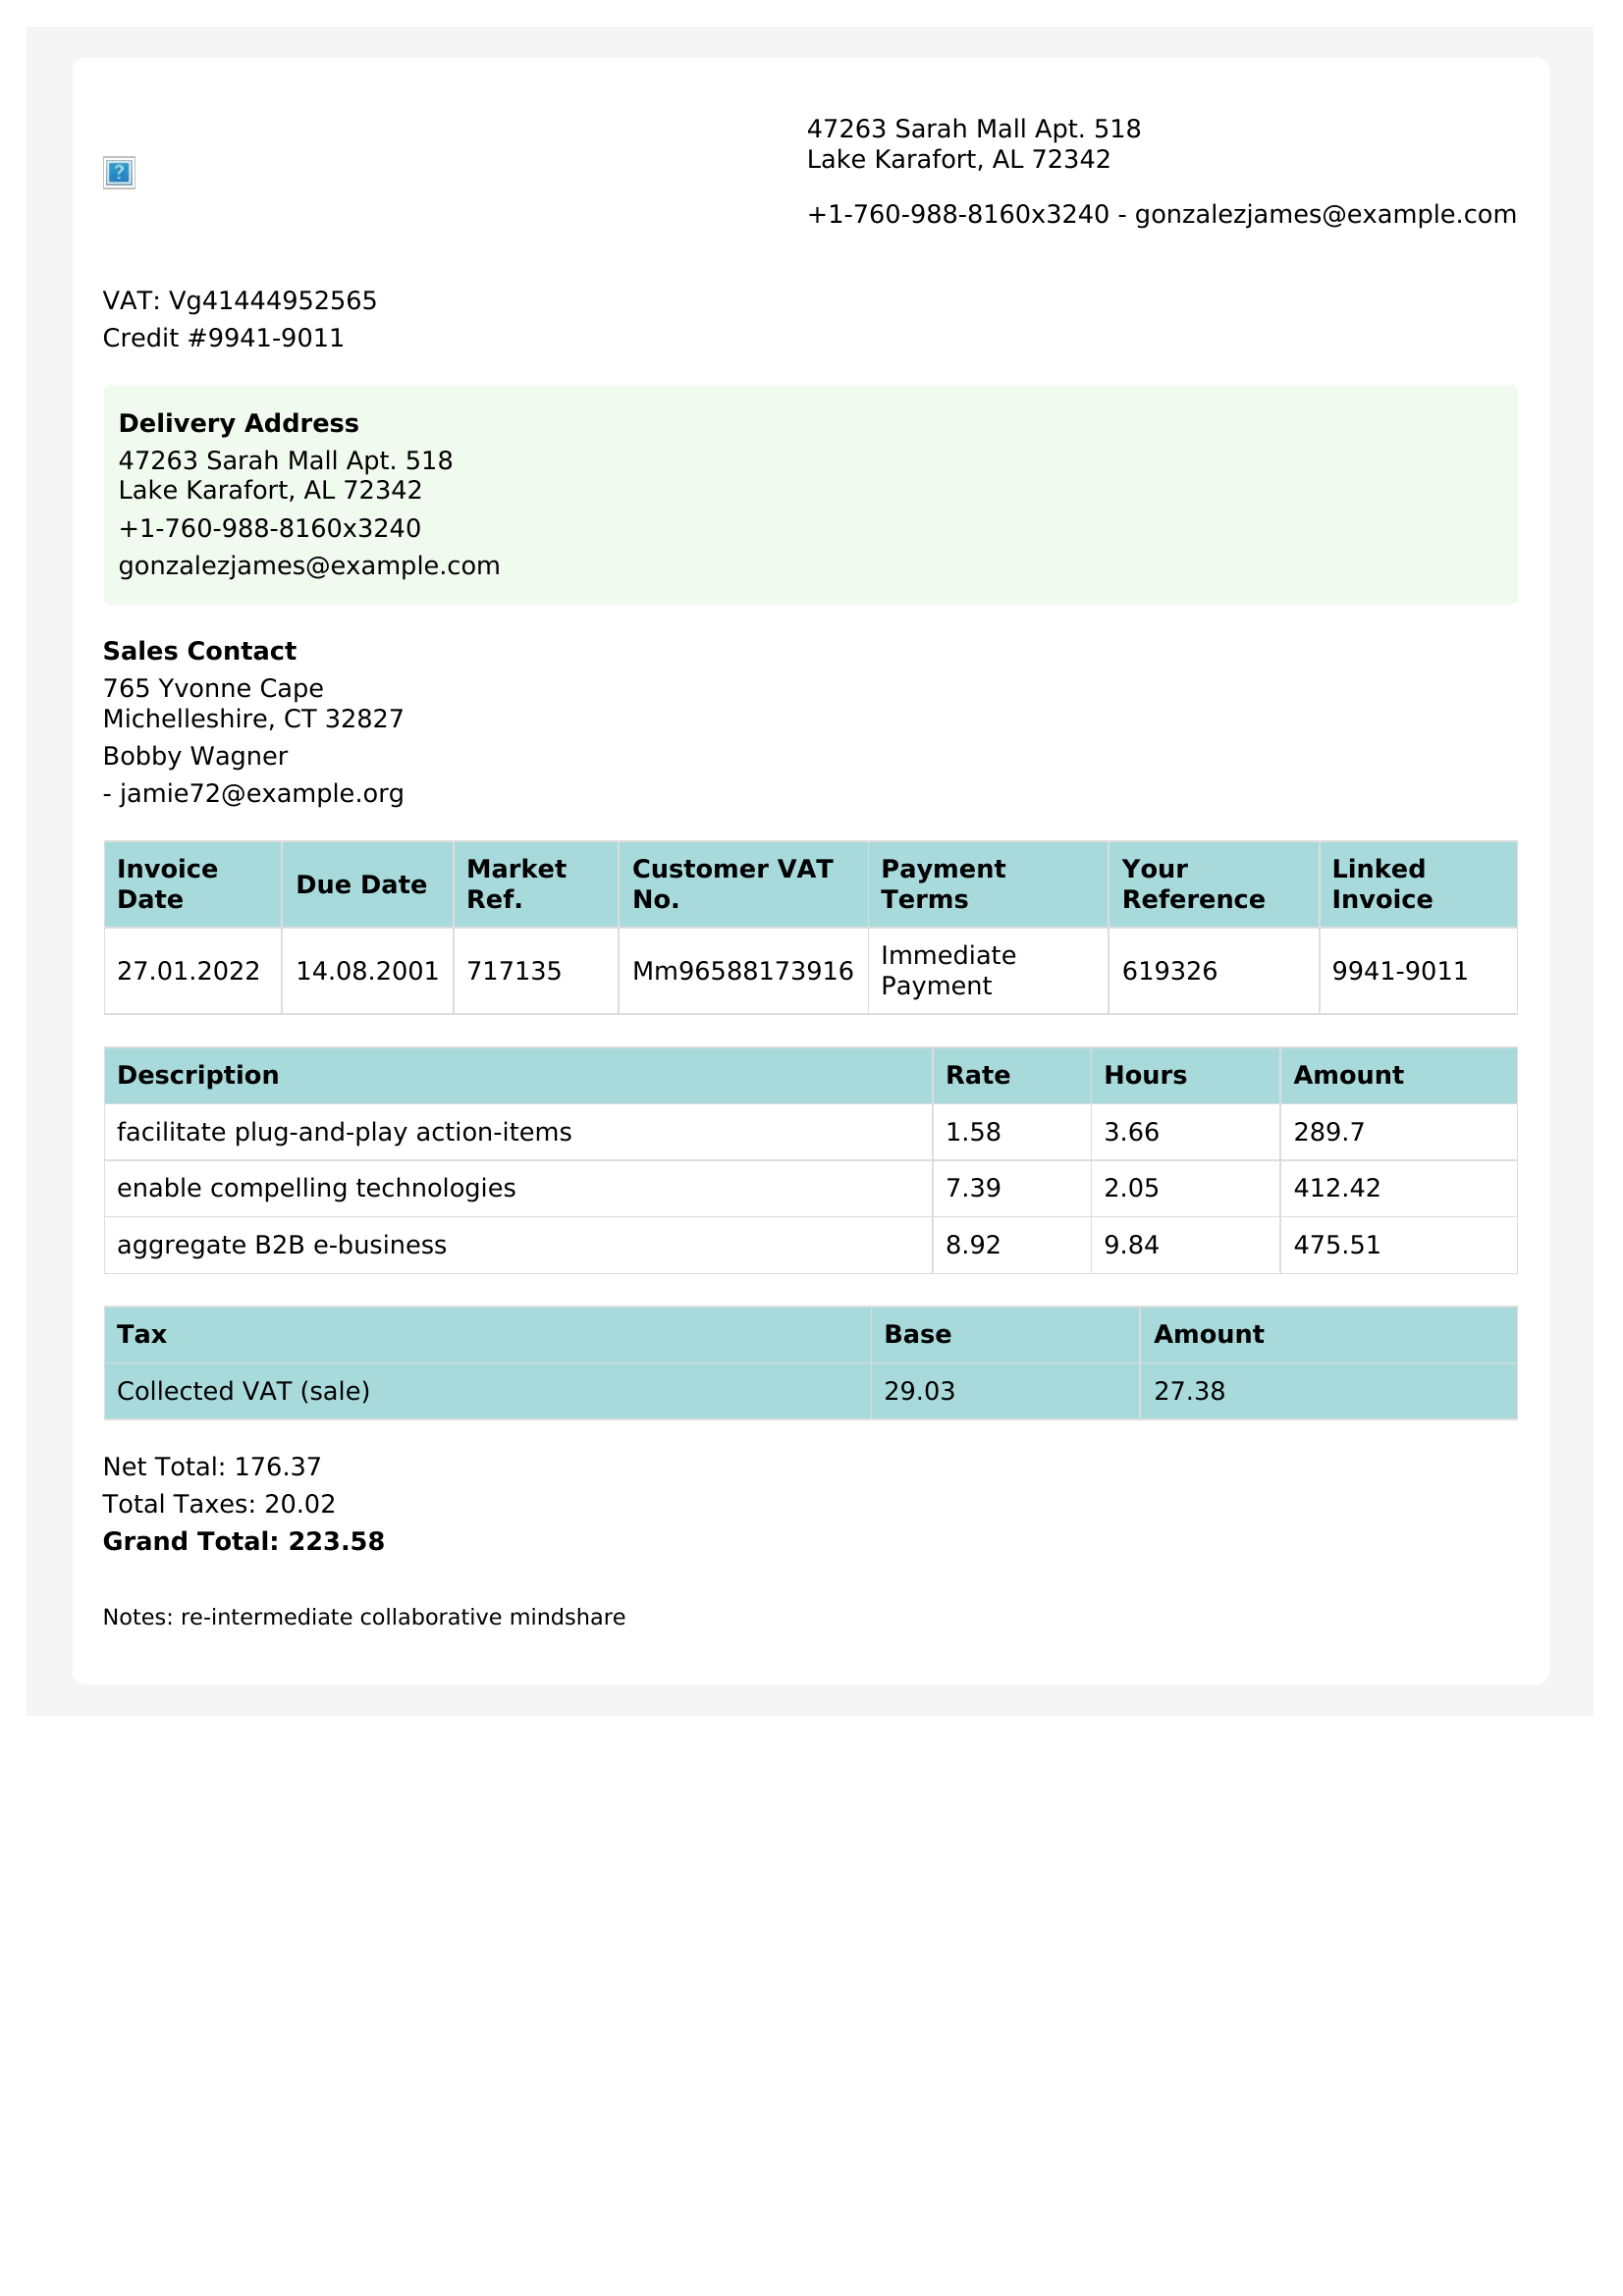 47263 Sarah Mall Apt. 518
Lake Karafort, AL 72342
+1-760-988-8160x3240 - gonzalezjames@example.com
VAT: Vg41444952565
Credit #9941-9011
Delivery Address
47263 Sarah Mall Apt. 518
Lake Karafort, AL 72342
+1-760-988-8160x3240
gonzalezjames@example.com
Sales Contact
765 Yvonne Cape
Michelleshire, CT 32827
Bobby Wagner
- jamie72@example.org
Invoice Date Due Date Market Ref. Customer VAT No. Payment Terms Your Reference Linked Invoice
27.01.2022 14.08.2001 717135 Mm96588173916 Immediate Payment 619326 9941-9011
Description Rate Hours Amount
facilitate plug-and-play action-items 1.58 3.66 289.7
enable compelling technologies 7.39 2.05 412.42
aggregate B2B e-business 8.92 9.84 475.51
Tax Base Amount
Collected VAT (sale) 29.03 27.38
Net Total: 176.37
Total Taxes: 20.02
Grand Total: 223.58
Notes: re-intermediate collaborative mindshare